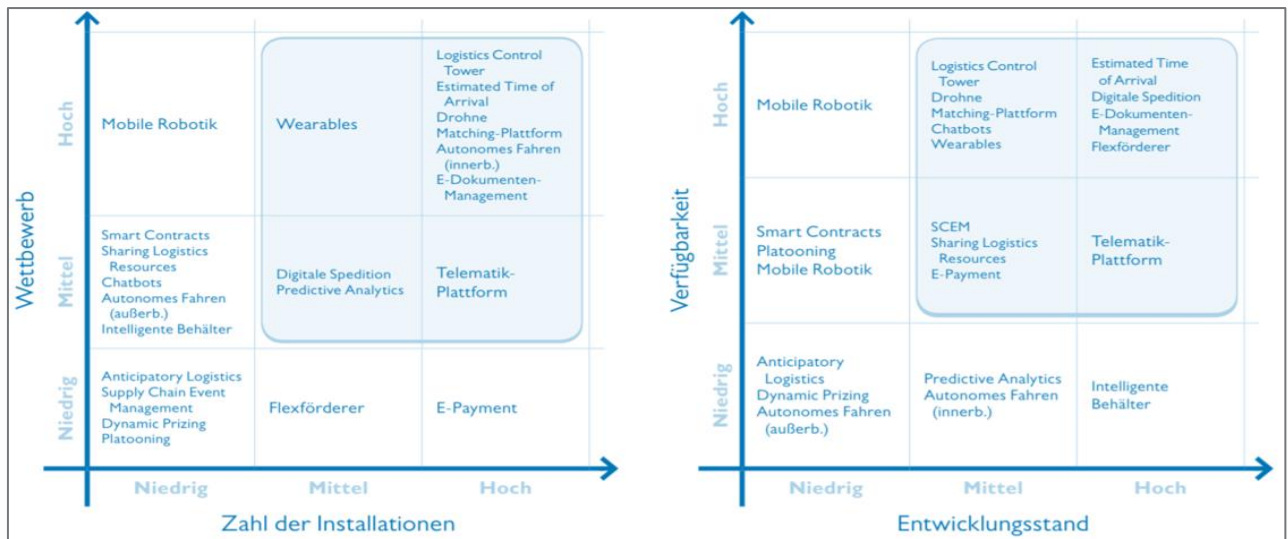 Wettbewerb
Hoch
Mobile Robotik
Wearables
Logistics Control
Tower
Estimated Time of
Arrival
Drohne
Matching-Plattform
Autonomes Fahren
(innerb.)
E-Dokumenten-
Management
Mittel
Smart Contracts
Sharing Logistics
Resources
Chatbots
Autonomes Fahren
(außerb.)
Intelligente Behälter
Digitale Spedition
Predictive Analytics
Telematik-
Plattform
Niedrig
Anticipatory Logistics
Supply Chain Event
Management
Dynamic Prizing
Platooning
Flexförderer
E-Payment
Niedrig
Mittel
Hoch
Zahl der Installationen
Verfügbarkeit
Hoch
Mobile Robotik
Logistics Control
Tower
Drohne
Matching-Plattform
Chatbots
Wearables
Estimated Time
of Arrival
Digitale Spedition
E-Dokumenten-
Management
Flexförderer
Mittel
Smart Contracts
Platooning
Mobile Robotik
SCEM
Sharing Logistics
Resources
E-Payment
Telematik-
Plattform
Niedrig
Anticipatory
Logistics
Dynamic Prizing
Autonomes Fahren
(außerb.)
Predictive Analytics
Autonomes Fahren
(innerb.)
Intelligente
Behälter
Niedrig
Mittel
Hoch
Entwicklungsstand